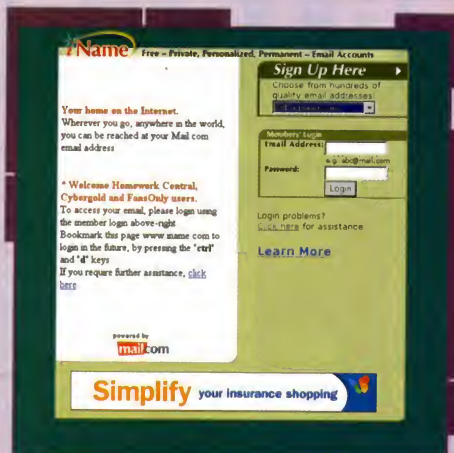 iName
Free – Private, Personalized, Permanent – Email Accounts
Sign Up Here
Choose from hundreds of
quality email addresses!
Your home on the Internet.
Wherever you go, anywhere in the world,
you can be reached at your Mail com
email address
Members' Login
Email Address:
e.g. abc@mail.com
Password:
Login
* Welcome Homework Central,
Cybergold and FansOnly users.
To access your email, please login using
the member login above-right
Bookmark this page www.iname com to
login in the future, by pressing the "ctrl"
and "d" keys
If you require further assistance, click
here
Login problems?
Click here for assistance
Learn More
powered by
mail.com
Simplify your insurance shopping